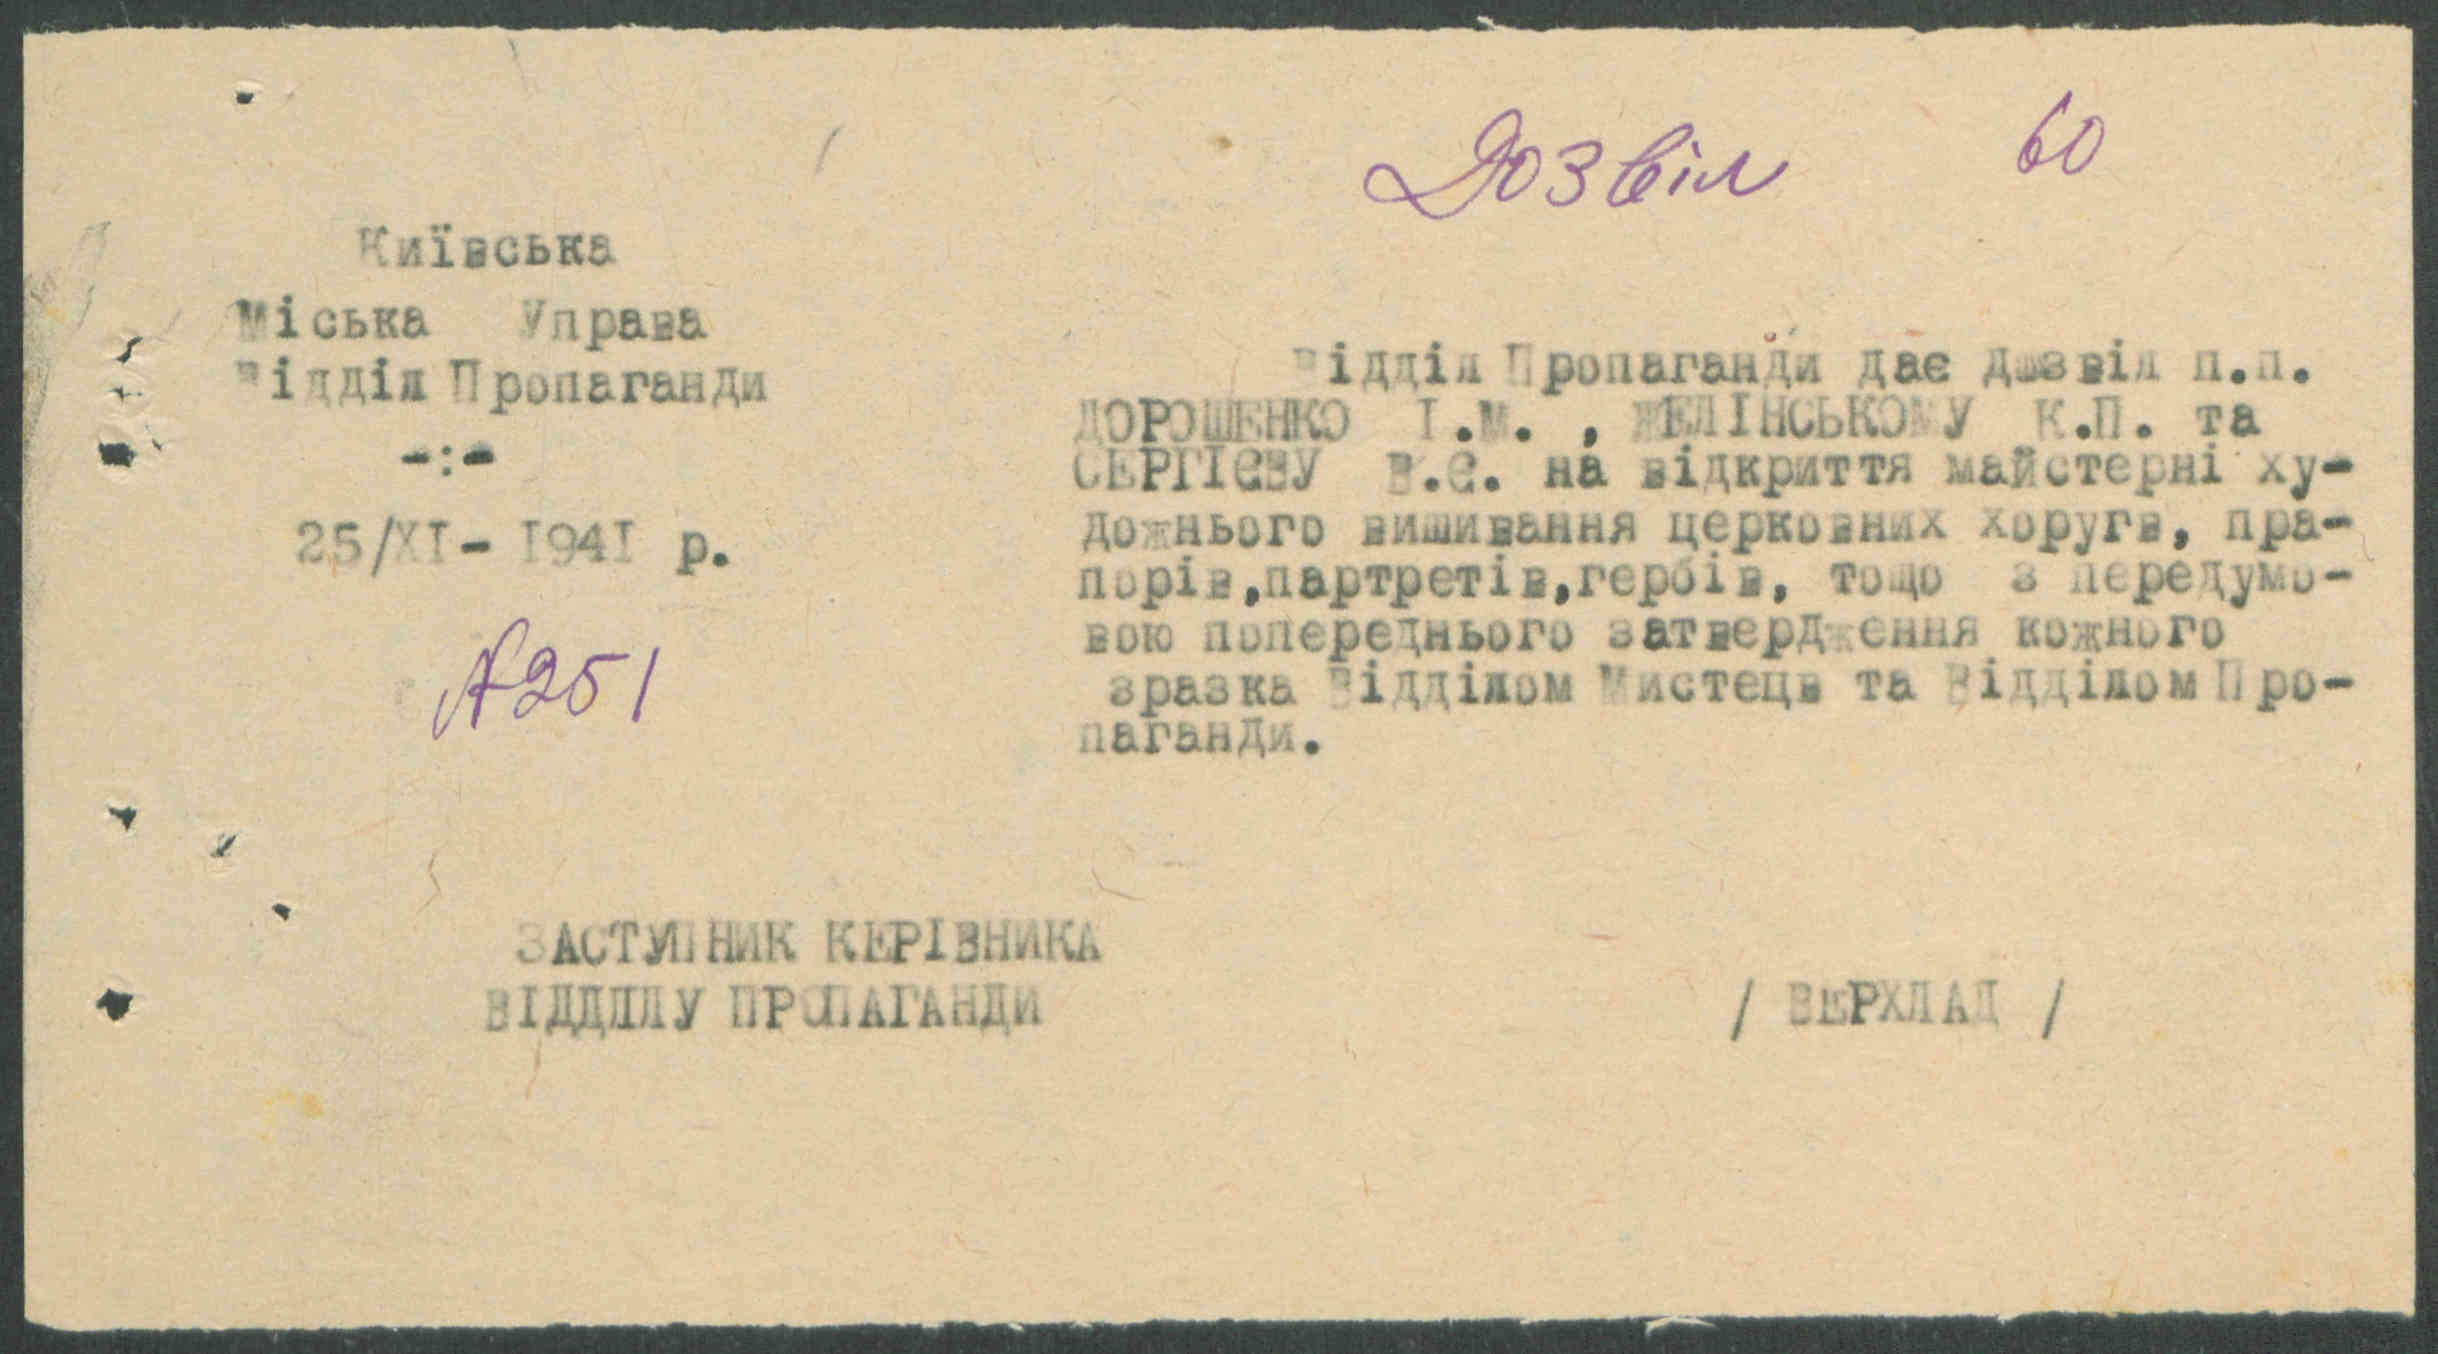 Дозвіл 60
Київська
Міська Управа
Відділ Пропаганди
-:-
25/ХІ- І94І р.
№251
Відділ Пропаганди дає дозвіл п.п.
ДОРОШЕНКО І.М. , ЖЕЛІНСЬКОМУ К.П. та
СЕРГІЄВУ В.Є. на відкриття майстерні ху-
дожнього вишивання церковних хоругв, пра-
порів,партретів,гербів, тощо з передумо-
вою попереднього затвердження кожного
зразка Відділом Мистецв та Відділом Про-
паганди.
ЗАСТУПНИК КЕРІВНИКА
ВІДДІЛУ ПРОПАГАНДИ
/ ВЕРХЛАД /